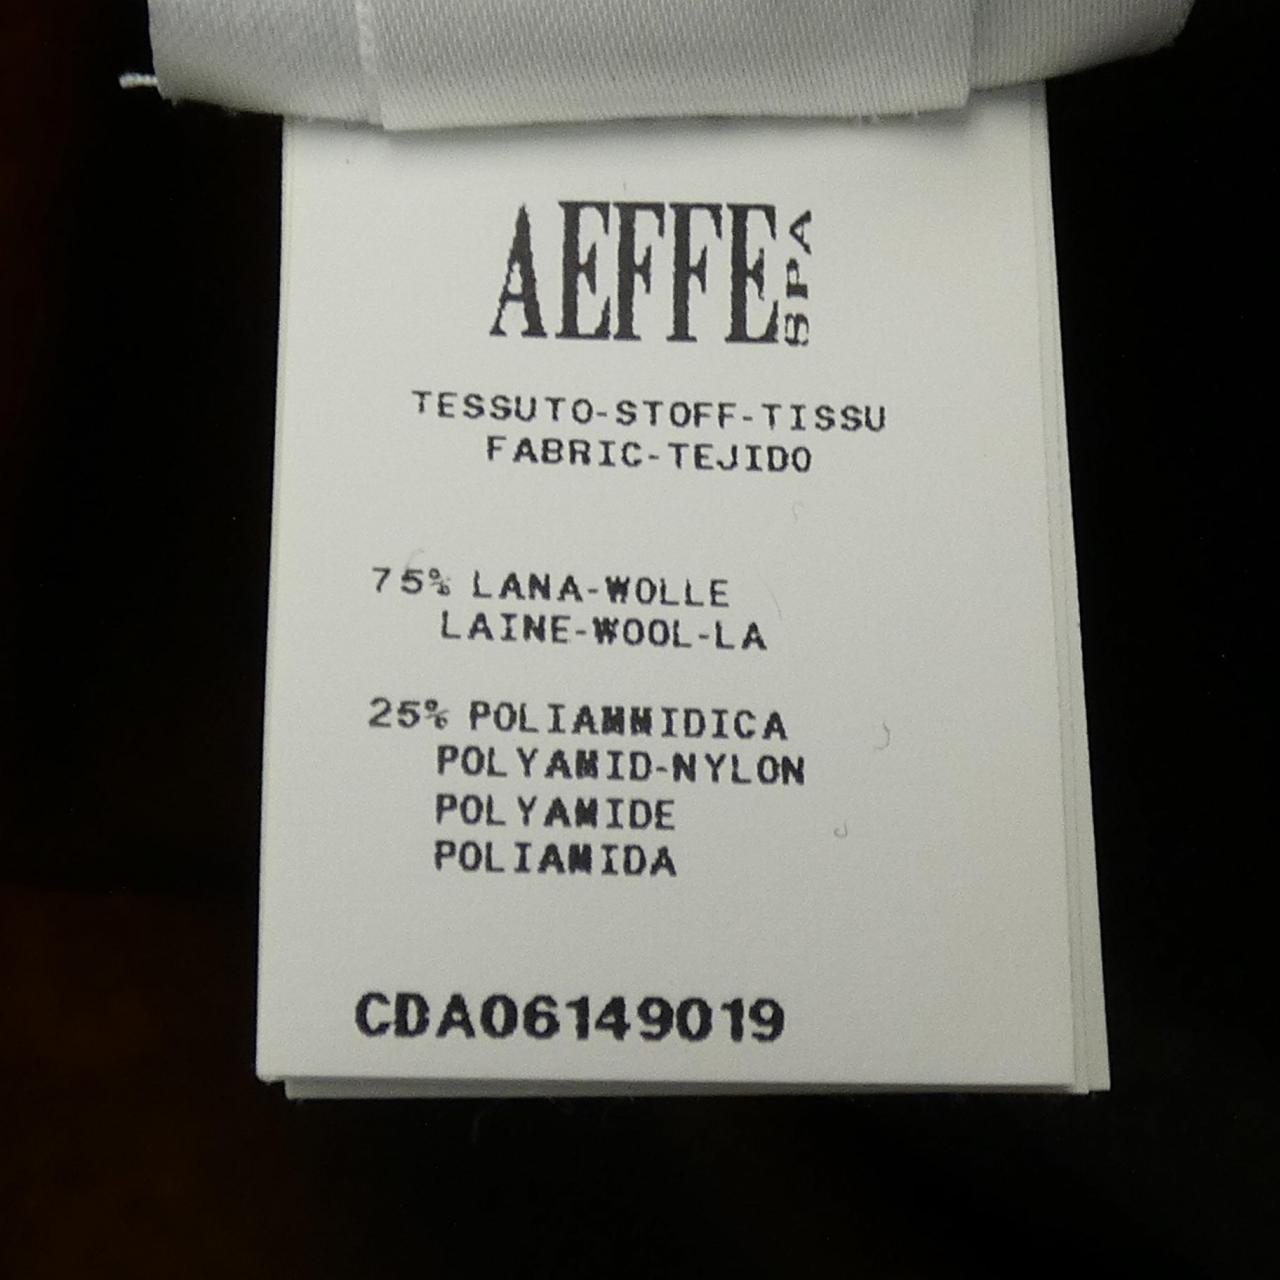 AEFFE SPA
TESSUTO-STOFF-TISSU
FABRIC-TEJIDO
75% LANA-WOLLE
LAINE-WOOL-LA
25% POLIAMMIDICA
POLYAMID-NYLON
POLYAMIDE
POLIAMIDA
CDA06149019